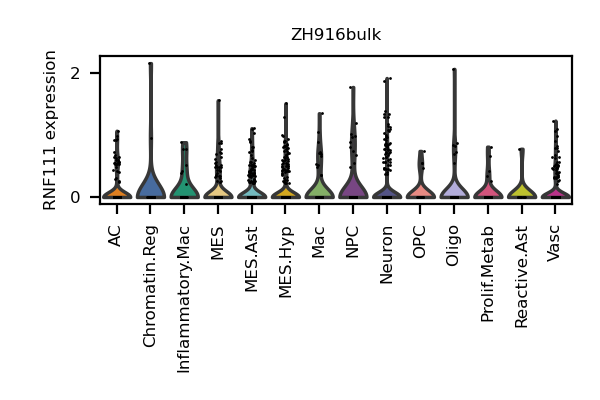 ZH916bulk
RNF111 expression
2
0
AC
Chromatin.Reg
Inflammatory.Mac
MES
MES.Ast
MES.Hyp
Mac
NPC
Neuron
OPC
Oligo
Prolif.Metab
Reactive.Ast
Vasc